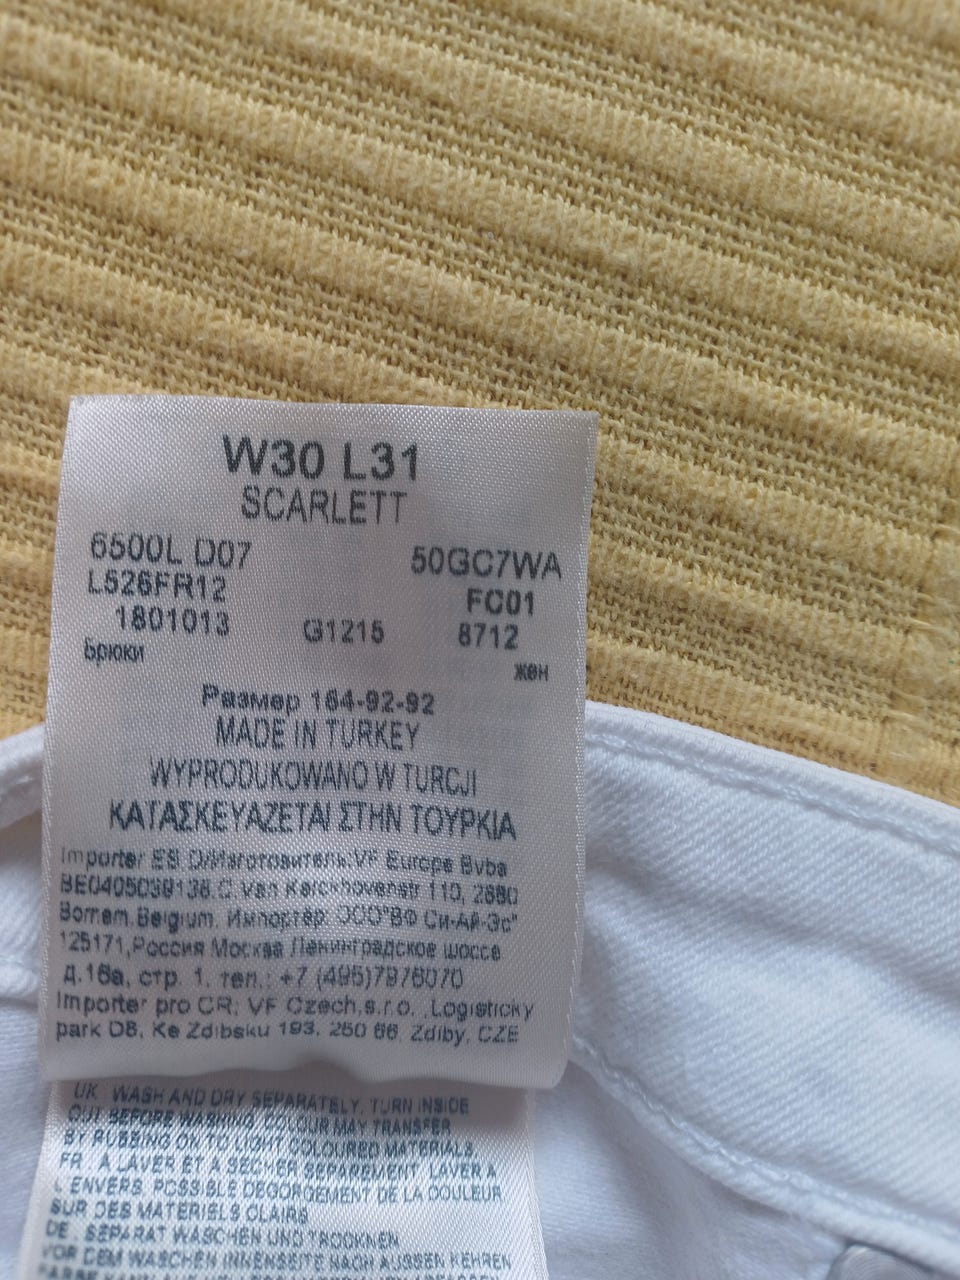 W30 L31
SCARLETT
6500L D07 50GC7WA
L526FR12 FC01
1801013 G1215 8712
Брюки жен
Размер 164-92-92
MADE IN TURKEY
WYPRODUKOWANO W TURCJI
ΚΑΤΑΣΚΕΥΑΖΕΤΑΙ ΣΤΗΝ ΤΟΥΡΚΙΑ
Importer ES D/Изготовитель:VF Europe Bvba
BE0405039138.C.Van Kerckhovenstr 110, 2880
Bornem,Belgium. Импортёр: ООО"ВФ Си-Ай-Эс"
125171,Россия Москва Ленинградское шоссе
д.16а, стр. 1. тел.: +7 (495)7976070
Importer pro CR: VF Czech,s.r.o. ,Logisticky
park D8, Ke Zdibsku 193, 250 66, Zdiby, CZE
UK . WASH AND DRY SEPARATELY, TURN INSIDE
OUT BEFORE WASHING COLOUR MAY TRANSFER
BY RUBBING ON TO LIGHT COLOURED MATERIALS.
FR . A LAVER ET A SECHER SEPAREMENT. LAVER A
L ENVERS. POSSIBLE DEGORGEMENT DE LA COULEUR
SUR DES MATERIELS CLAIRS
DE . SEPARAT WASCHEN UND TROCKNEN.
VOR DEM WASCHEN INNENSEITE NACH AUSSEN KEHREN